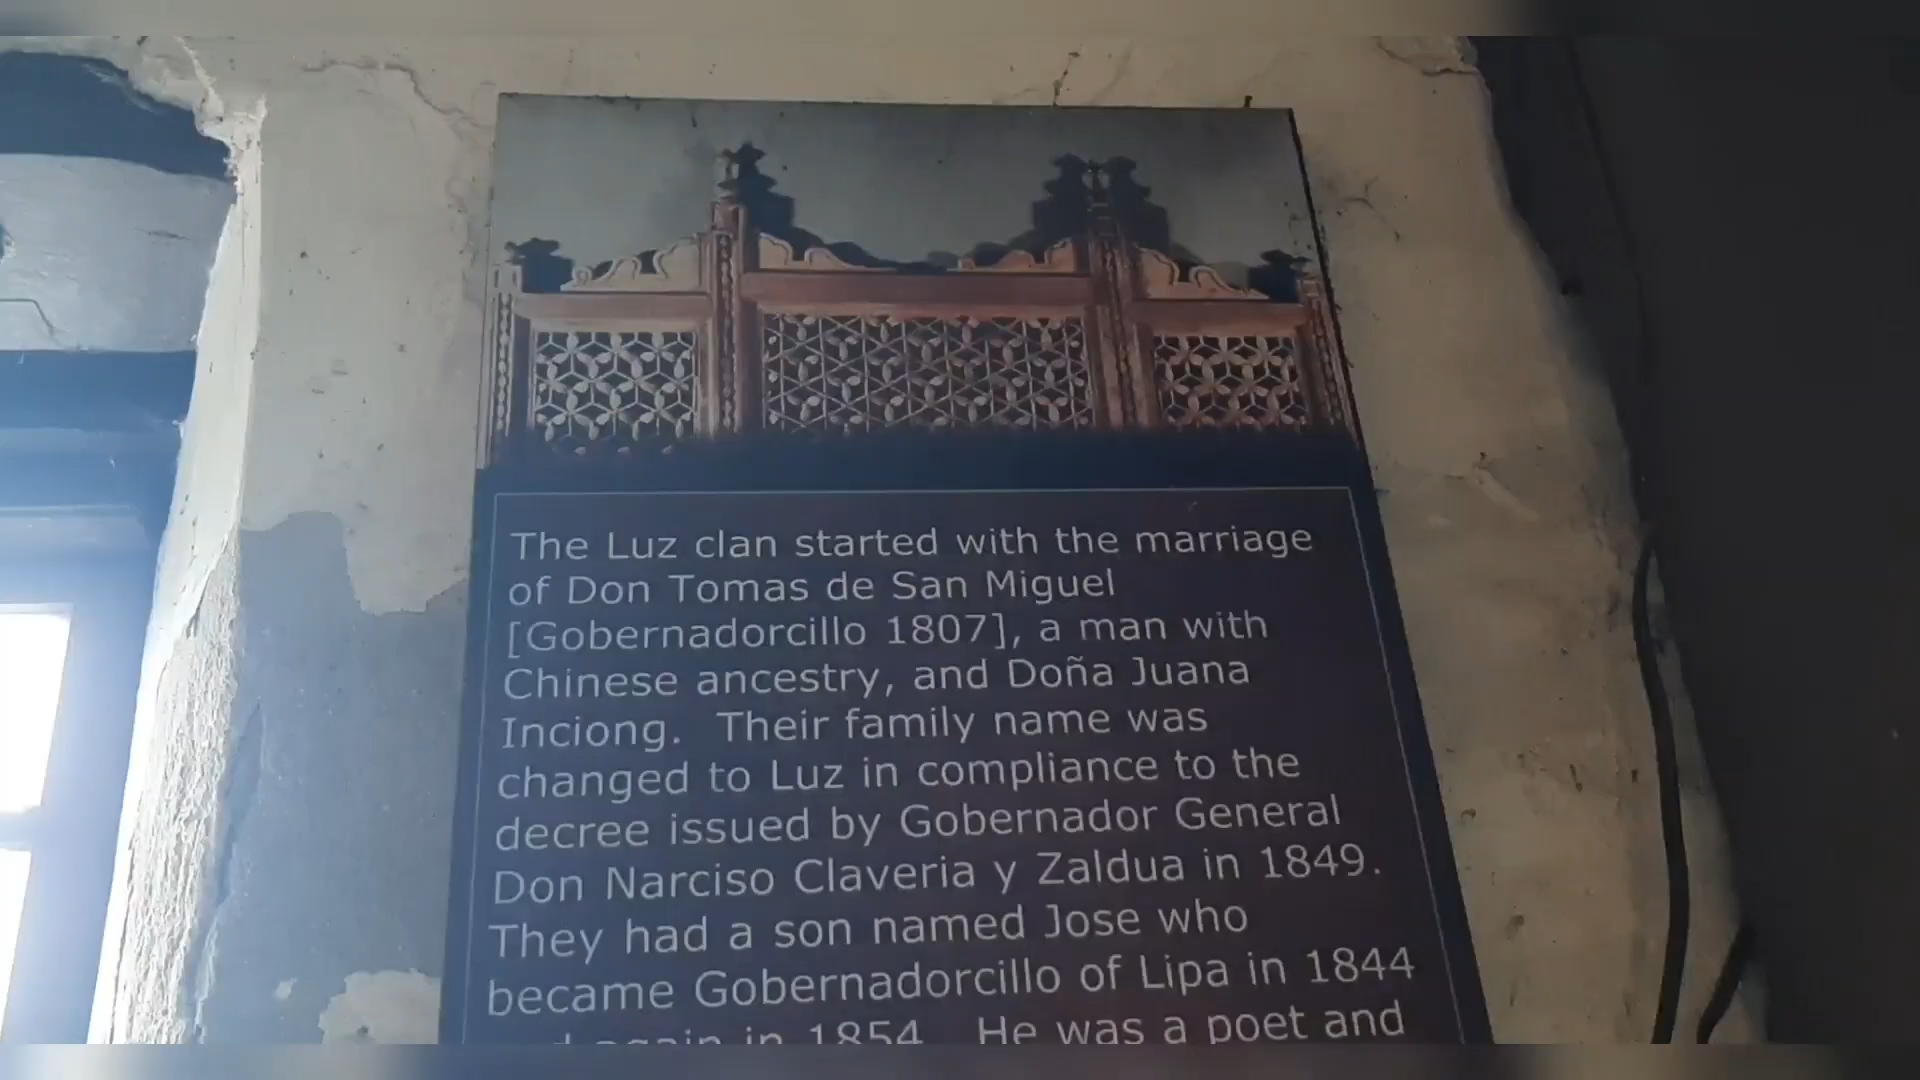 The Luz clan started with the marriage
of Don Tomas de San Miguel
[Gobernadorcillo 1807], a man with
Chinese ancestry, and Doña Juana
Inciong. Their family name was
changed to Luz in compliance to the
decree issued by Gobernador General
Don Narciso Claveria y Zaldua in 1849.
They had a son named Jose who
became Gobernadorcillo of Lipa in 1844
again in 1854. He was a poet and